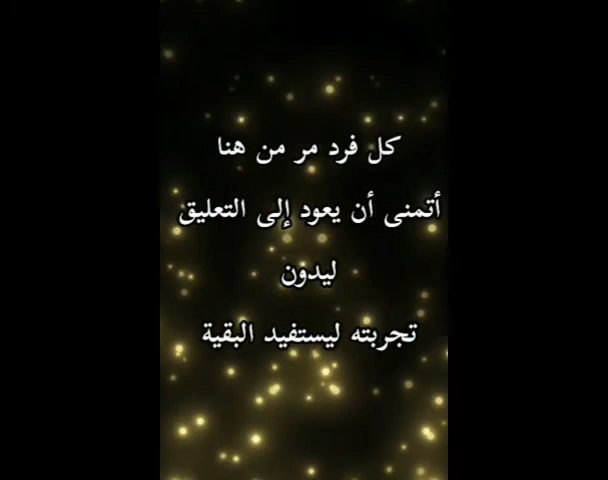 كل فرد مر من هنا
أتمنى أن يعود إلى التعليق
ليدون
تجربته ليستفيد البقية